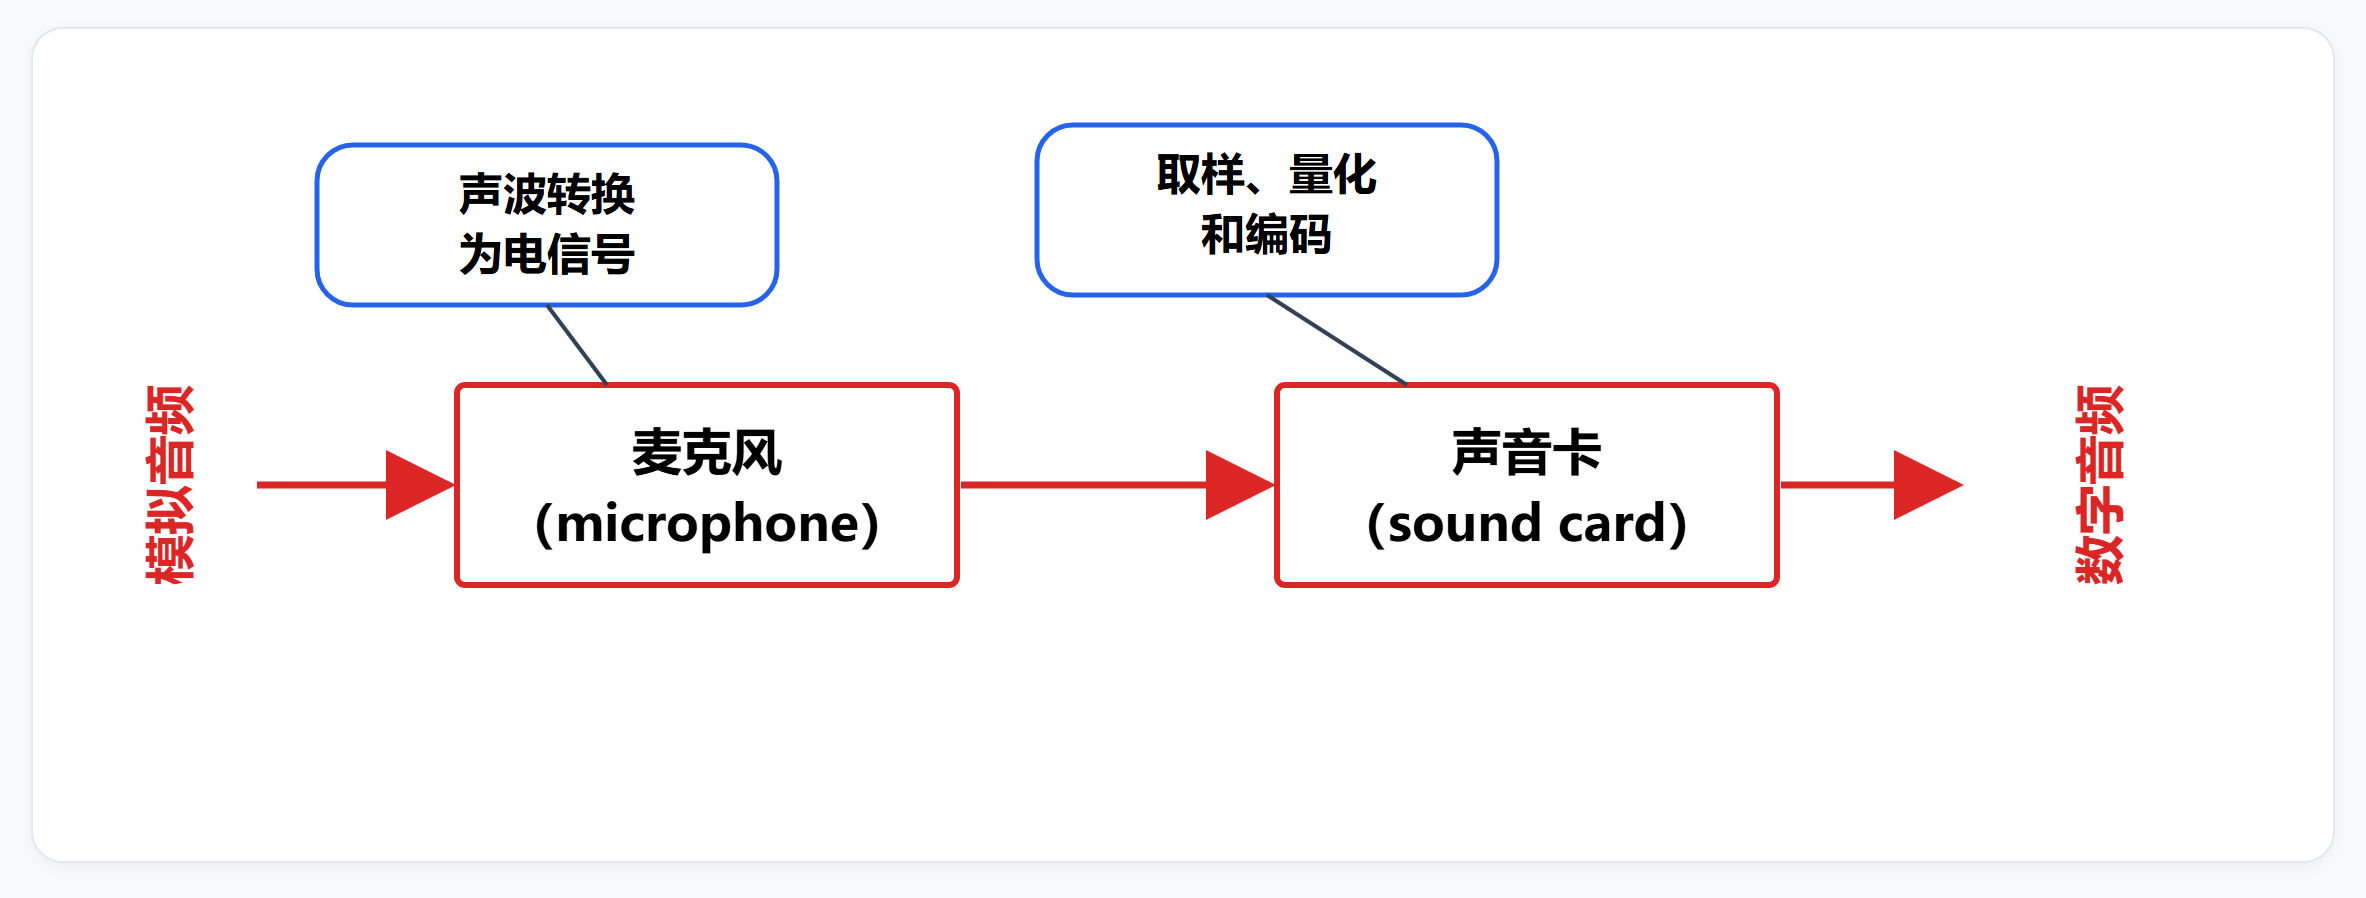 声波转换
为电信号
取样、量化
和编码
模拟音频
麦克风
（microphone）
声音卡
（sound card）
数字音频